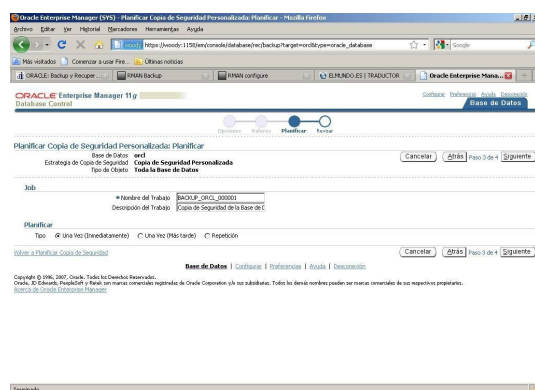 Oracle Enterprise Manager (SYS) - Planificar Copia de Seguridad Personalizada: Planificar - Mozilla Firefox
Archivo Editar Ver Historial Marcadores Herramientas Ayuda
woody https://woody:1158/em/console/database/rec/backup?target=orcl&type=oracle_database
Google
Más visitados Comenzar a usar Fire... Últimas noticias
ORACLE: Backup y Recuper... RMAN Backup RMAN configure ELMUNDO.ES | TRADUCTOR Oracle Enterprise Mana...
ORACLE Enterprise Manager 11g
Database Control
Configurar Preferencias Ayuda Desconexión
Base de Datos
Opciones Valores Planificar Revisar
Planificar Copia de Seguridad Personalizada: Planificar
Base de Datos orcl
Estrategia de Copia de Seguridad Copia de Seguridad Personalizada
Tipo de Objeto Toda la Base de Datos
Cancelar Atrás Paso 3 de 4 Siguiente
Job
* Nombre del Trabajo BACKUP_ORCL_000001
Descripción del Trabajo Copia de Seguridad de la Base de D
Planificar
Tipo Una Vez (Inmediatamente) Una Vez (Más tarde) Repetición
Volver a Planificar Copia de Seguridad
Cancelar Atrás Paso 3 de 4 Siguiente
Base de Datos | Configurar | Preferencias | Ayuda | Desconexión
Copyright © 1996, 2007, Oracle. Todos los Derechos Reservados.
Oracle, JD Edwards, PeopleSoft y Retek son marcas comerciales registradas de Oracle Corporation y/o sus subsidiarias. Todos los demás nombres pueden ser marcas comerciales de sus respectivos propietarios.
Acerca de Oracle Enterprise Manager
Terminado